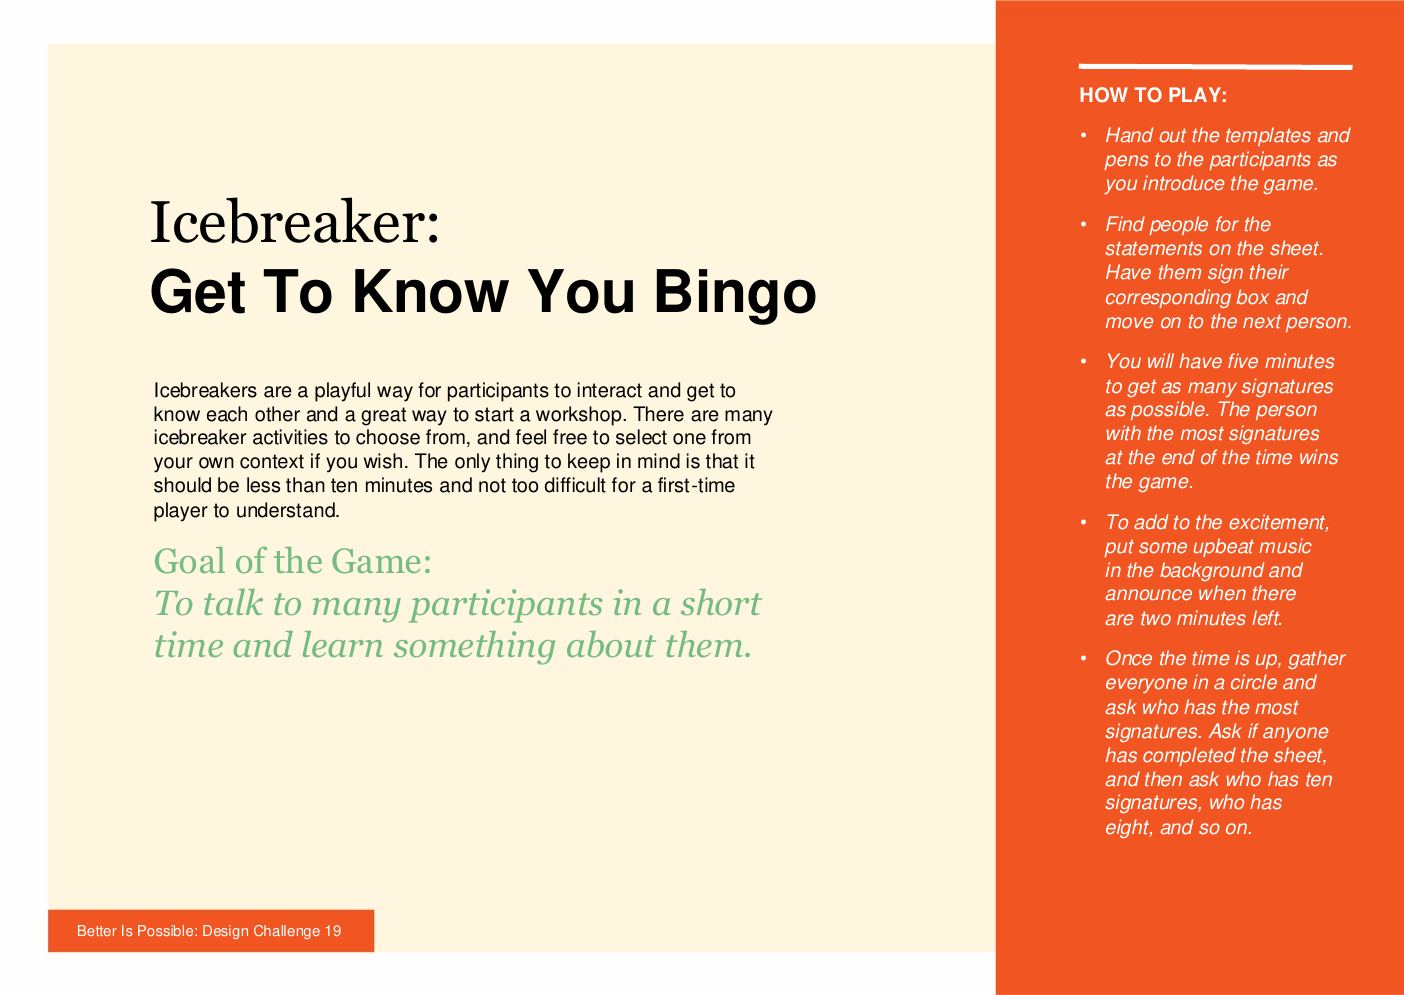 Icebreaker:
Get To Know You Bingo
Icebreakers are a playful way for participants to interact and get to
know each other and a great way to start a workshop. There are many
icebreaker activities to choose from, and feel free to select one from
your own context if you wish. The only thing to keep in mind is that it
should be less than ten minutes and not too difficult for a first-time
player to understand.
Goal of the Game:
To talk to many participants in a short
time and learn something about them.
Better Is Possible: Design Challenge 19
HOW TO PLAY:
• Hand out the templates and
pens to the participants as
you introduce the game.
• Find people for the
statements on the sheet.
Have them sign their
corresponding box and
move on to the next person.
• You will have five minutes
to get as many signatures
as possible. The person
with the most signatures
at the end of the time wins
the game.
• To add to the excitement,
put some upbeat music
in the background and
announce when there
are two minutes left.
• Once the time is up, gather
everyone in a circle and
ask who has the most
signatures. Ask if anyone
has completed the sheet,
and then ask who has ten
signatures, who has
eight, and so on.